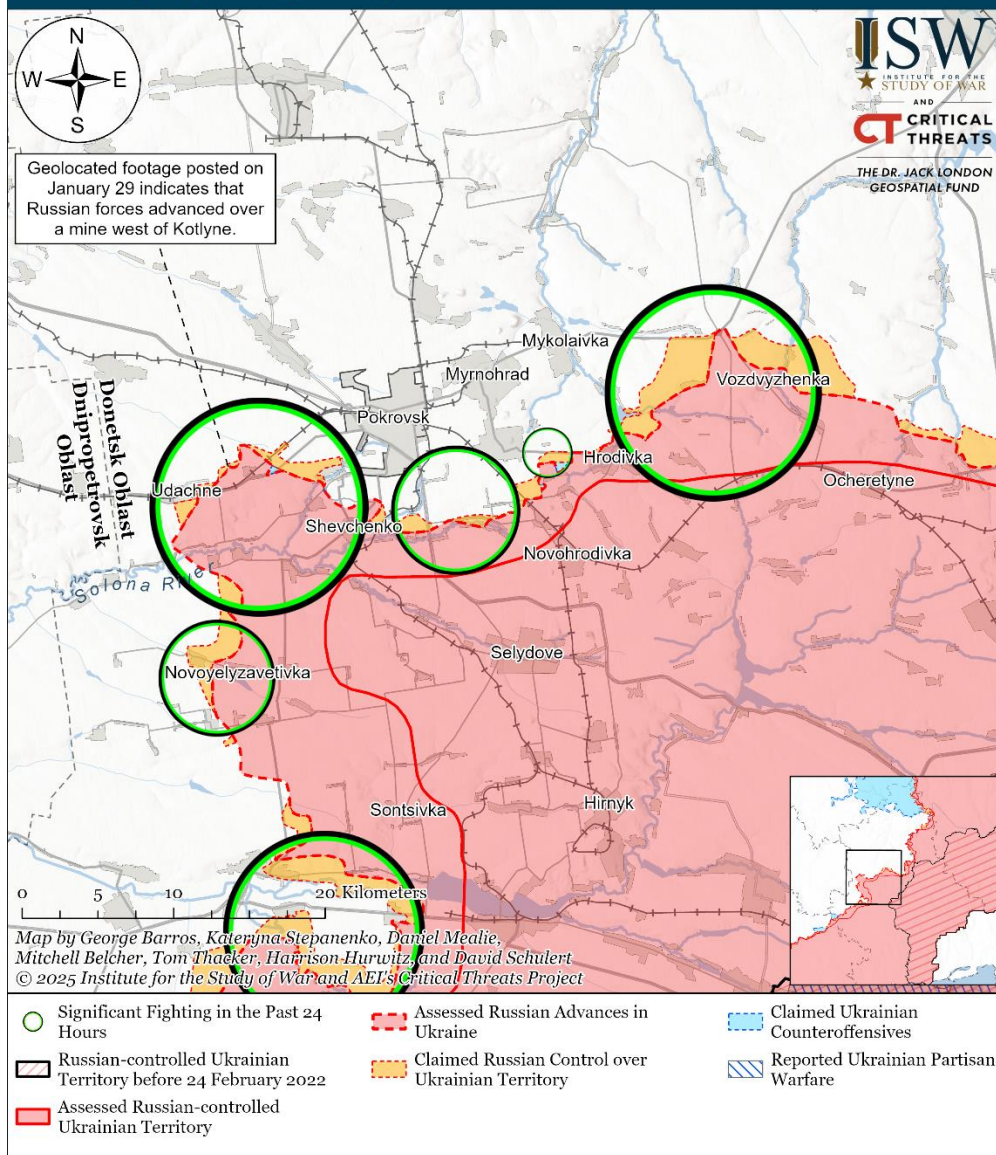 N
W
E
S
ISW
INSTITUTE FOR THE
STUDY OF WAR
AND
CT CRITICAL
THREATS
THE DR. JACK LONDON
GEOSPATIAL FUND
Geolocated footage posted on
January 29 indicates that
Russian forces advanced over
a mine west of Kotlyne.
Mykolaivka
Myrnohrad
Vozdvyzhenka
Pokrovsk
Donetsk Oblast
Dnipropetrovsk
Oblast
Hrodivka
Udachne
Ocheretyne
Shevchenko
Novohrodivka
Solona River
Selydove
Novoyelyzavetivka
Sontsivka
Hirnyk
0 5 10 20 Kilometers
Map by George Barros, Kateryna Stepanenko, Daniel Mealie,
Mitchell Belcher, Tom Thacker, Harrison Hurwitz, and David Schulert
© 2025 Institute for the Study of War and AEI's Critical Threats Project
Significant Fighting in the Past 24
Hours
Russian-controlled Ukrainian
Territory before 24 February 2022
Assessed Russian-controlled
Ukrainian Territory
Assessed Russian Advances in
Ukraine
Claimed Russian Control over
Ukrainian Territory
Claimed Ukrainian
Counteroffensives
Reported Ukrainian Partisan
Warfare